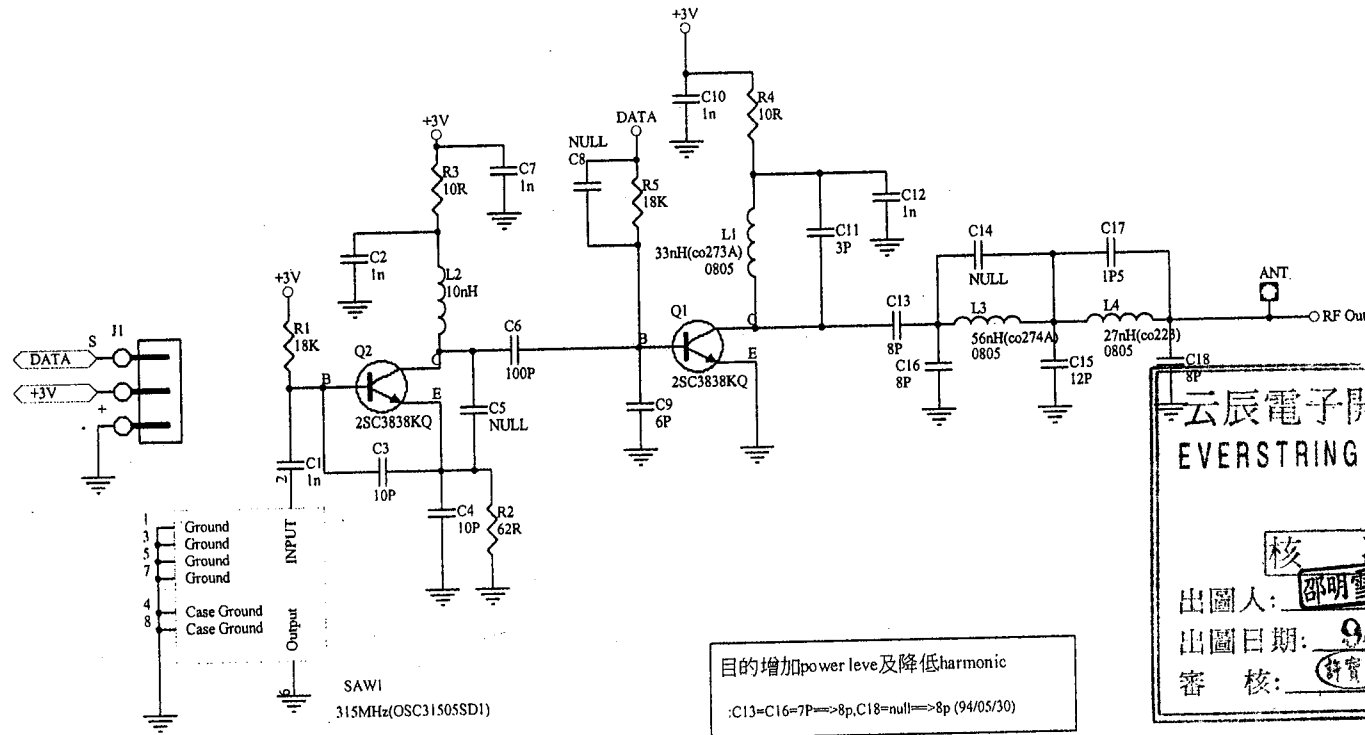 +3V
C10
1n
R4
10R
DATA
NULL
C8
R5
18K
+3V
R3
10R
C7
1n
C12
1n
L1
33nH(co273A)
0805
C11
3P
C2
1n
L2
10nH
C14
NULL
C17
1P5
ANT.
RF Out
+3V
R1
18K
C6
100P
Q1
C
B
E
2SC3838KQ
C13
8P
L3
56nH(co274A)
0805
L4
27nH(co22B)
0805
C16
8P
C15
12P
C18
8P
J1
S
DATA
+3V
+
Q2
C
B
E
2SC3838KQ
C5
NULL
C9
6P
C1
1n
2
C3
10P
C4
10P
R2
62R
1
Ground
3
Ground
5
Ground
7
Ground
4
Case Ground
8
Case Ground
INPUT
Output
6
SAW1
315MHz(OSC31505SD1)
目的增加power leve及降低harmonic
:C13=C16=7P==>8p,C18=null==>8p (94/05/30)
云辰電子開
EVERSTRING
核
出圖人:
邵明雪
出圖日期: 9
審 核: